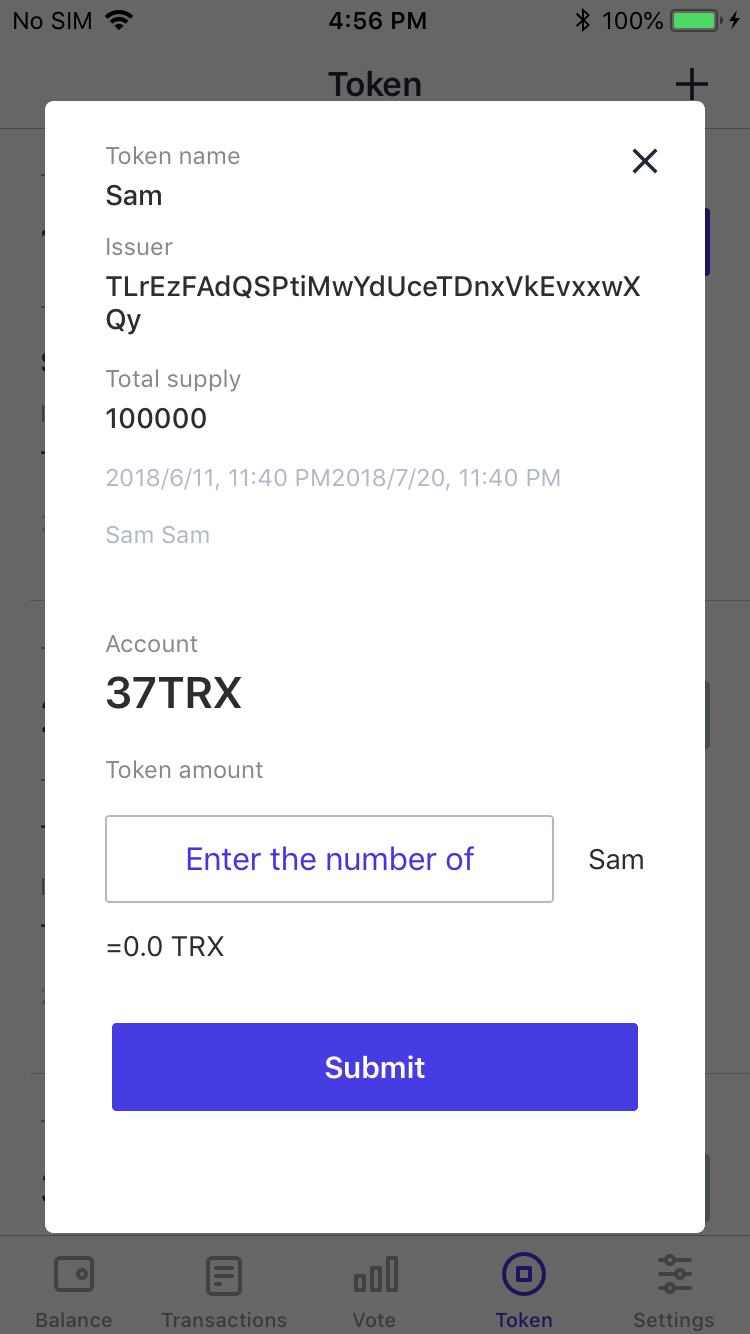 No SIM 4:56 PM 100%
Token
Token name
Sam
Issuer
TLrEzFAdQSPtiMwYdUceTDnxVkEvxxwX
Qy
Total supply
100000
2018/6/11, 11:40 PM2018/7/20, 11:40 PM
Sam Sam
Account
37TRX
Token amount
Enter the number of Sam
=0.0 TRX
Submit
Balance Transactions Vote Token Settings